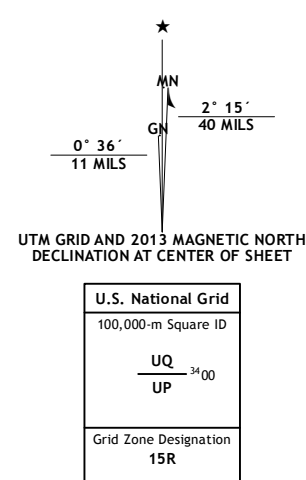 ★
MN
GN
2° 15´
40 MILS
0° 36´
11 MILS
UTM GRID AND 2013 MAGNETIC NORTH
DECLINATION AT CENTER OF SHEET
U.S. National Grid
100,000-m Square ID
UQ
UP
3400
Grid Zone Designation
15R